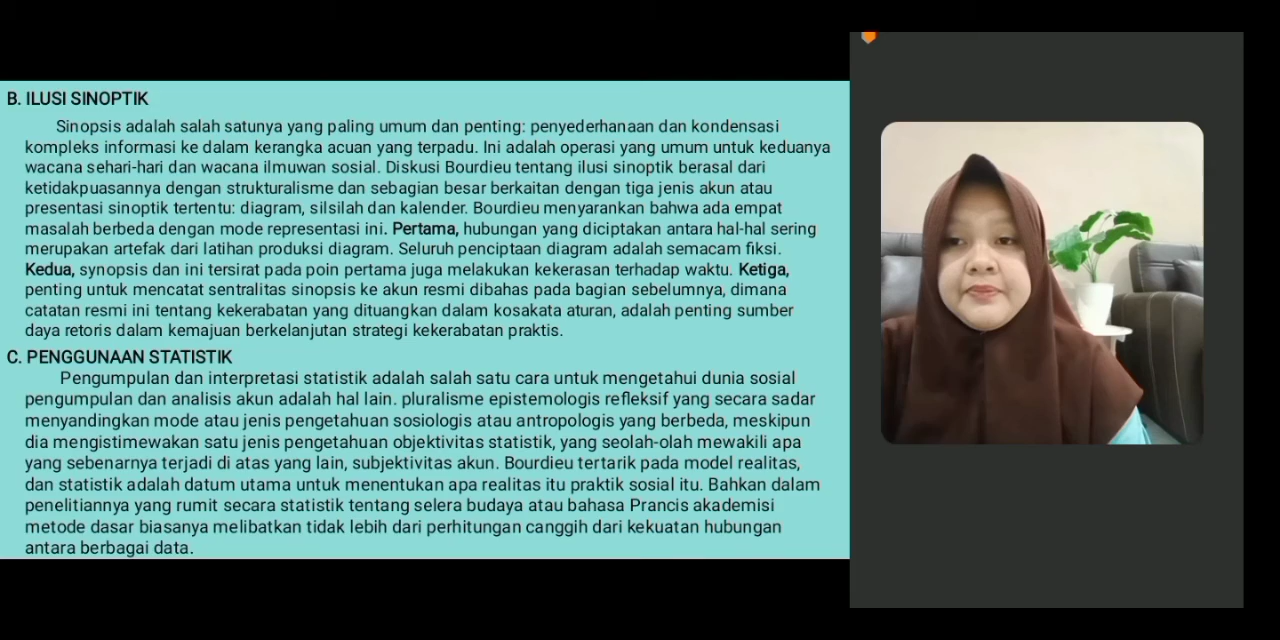 B. ILUSI SINOPTIK
Sinopsis adalah salah satunya yang paling umum dan penting: penyederhanaan dan kondensasi
kompleks informasi ke dalam kerangka acuan yang terpadu. Ini adalah operasi yang umum untuk keduanya
wacana sehari-hari dan wacana ilmuwan sosial. Diskusi Bourdieu tentang ilusi sinoptik berasal dari
ketidakpuasannya dengan strukturalisme dan sebagian besar berkaitan dengan tiga jenis akun atau
presentasi sinoptik tertentu: diagram, silsilah dan kalender. Bourdieu menyarankan bahwa ada empat
masalah berbeda dengan mode representasi ini. Pertama, hubungan yang diciptakan antara hal-hal sering
merupakan artefak dari latihan produksi diagram. Seluruh penciptaan diagram adalah semacam fiksi.
Kedua, synopsis dan ini tersirat pada poin pertama juga melakukan kekerasan terhadap waktu. Ketiga,
penting untuk mencatat sentralitas sinopsis ke akun resmi dibahas pada bagian sebelumnya, dimana
catatan resmi ini tentang kekerabatan yang dituangkan dalam kosakata aturan, adalah penting sumber
daya retoris dalam kemajuan berkelanjutan strategi kekerabatan praktis.
C. PENGGUNAAN STATISTIK
Pengumpulan dan interpretasi statistik adalah salah satu cara untuk mengetahui dunia sosial
pengumpulan dan analisis akun adalah hal lain. pluralisme epistemologis refleksif yang secara sadar
menyandingkan mode atau jenis pengetahuan sosiologis atau antropologis yang berbeda, meskipun
dia mengistimewakan satu jenis pengetahuan objektivitas statistik, yang seolah-olah mewakili apa
yang sebenarnya terjadi di atas yang lain, subjektivitas akun. Bourdieu tertarik pada model realitas,
dan statistik adalah datum utama untuk menentukan apa realitas itu praktik sosial itu. Bahkan dalam
penelitiannya yang rumit secara statistik tentang selera budaya atau bahasa Prancis akademisi
metode dasar biasanya melibatkan tidak lebih dari perhitungan canggih dari kekuatan hubungan
antara berbagai data.